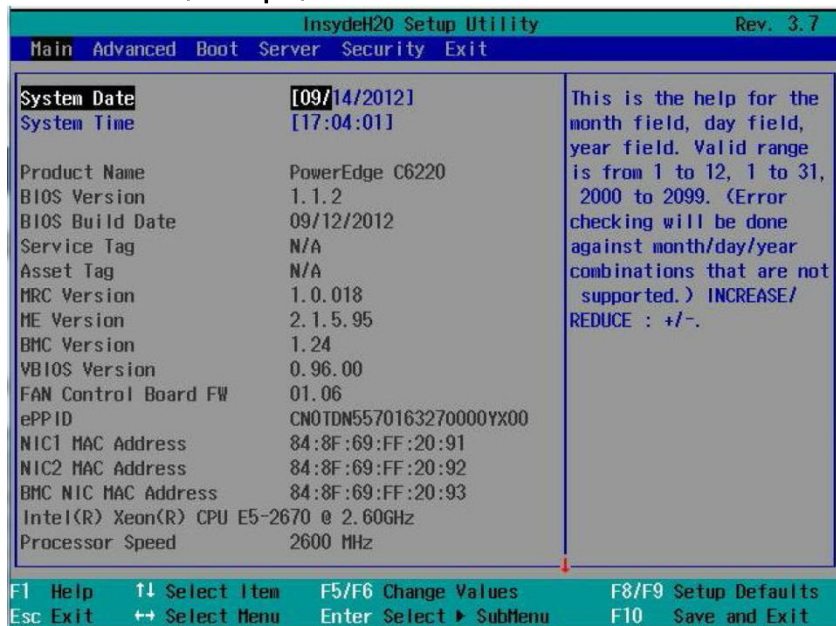 InsydeH20 Setup Utility Rev. 3.7
Main Advanced Boot Server Security Exit
System Date [09/14/2012]
System Time [17:04:01]
Product Name PowerEdge C6220
BIOS Version 1.1.2
BIOS Build Date 09/12/2012
Service Tag N/A
Asset Tag N/A
MRC Version 1.0.018
ME Version 2.1.5.95
BMC Version 1.24
VBIOS Version 0.96.00
FAN Control Board FW 01.06
ePPID CN0TDN5570163270000YX00
NIC1 MAC Address 84:8F:69:FF:20:91
NIC2 MAC Address 84:8F:69:FF:20:92
BMC NIC MAC Address 84:8F:69:FF:20:93
Intel(R) Xeon(R) CPU E5-2670 @ 2.60GHz
Processor Speed 2600 MHz
This is the help for the
month field, day field,
year field. Valid range
is from 1 to 12, 1 to 31,
2000 to 2099. (Error
checking will be done
against month/day/year
combinations that are not
supported.) INCREASE/
REDUCE : +/-.
F1 Help ↑↓ Select Item F5/F6 Change Values F8/F9 Setup Defaults
Esc Exit ↔ Select Menu Enter Select ▶ SubMenu F10 Save and Exit